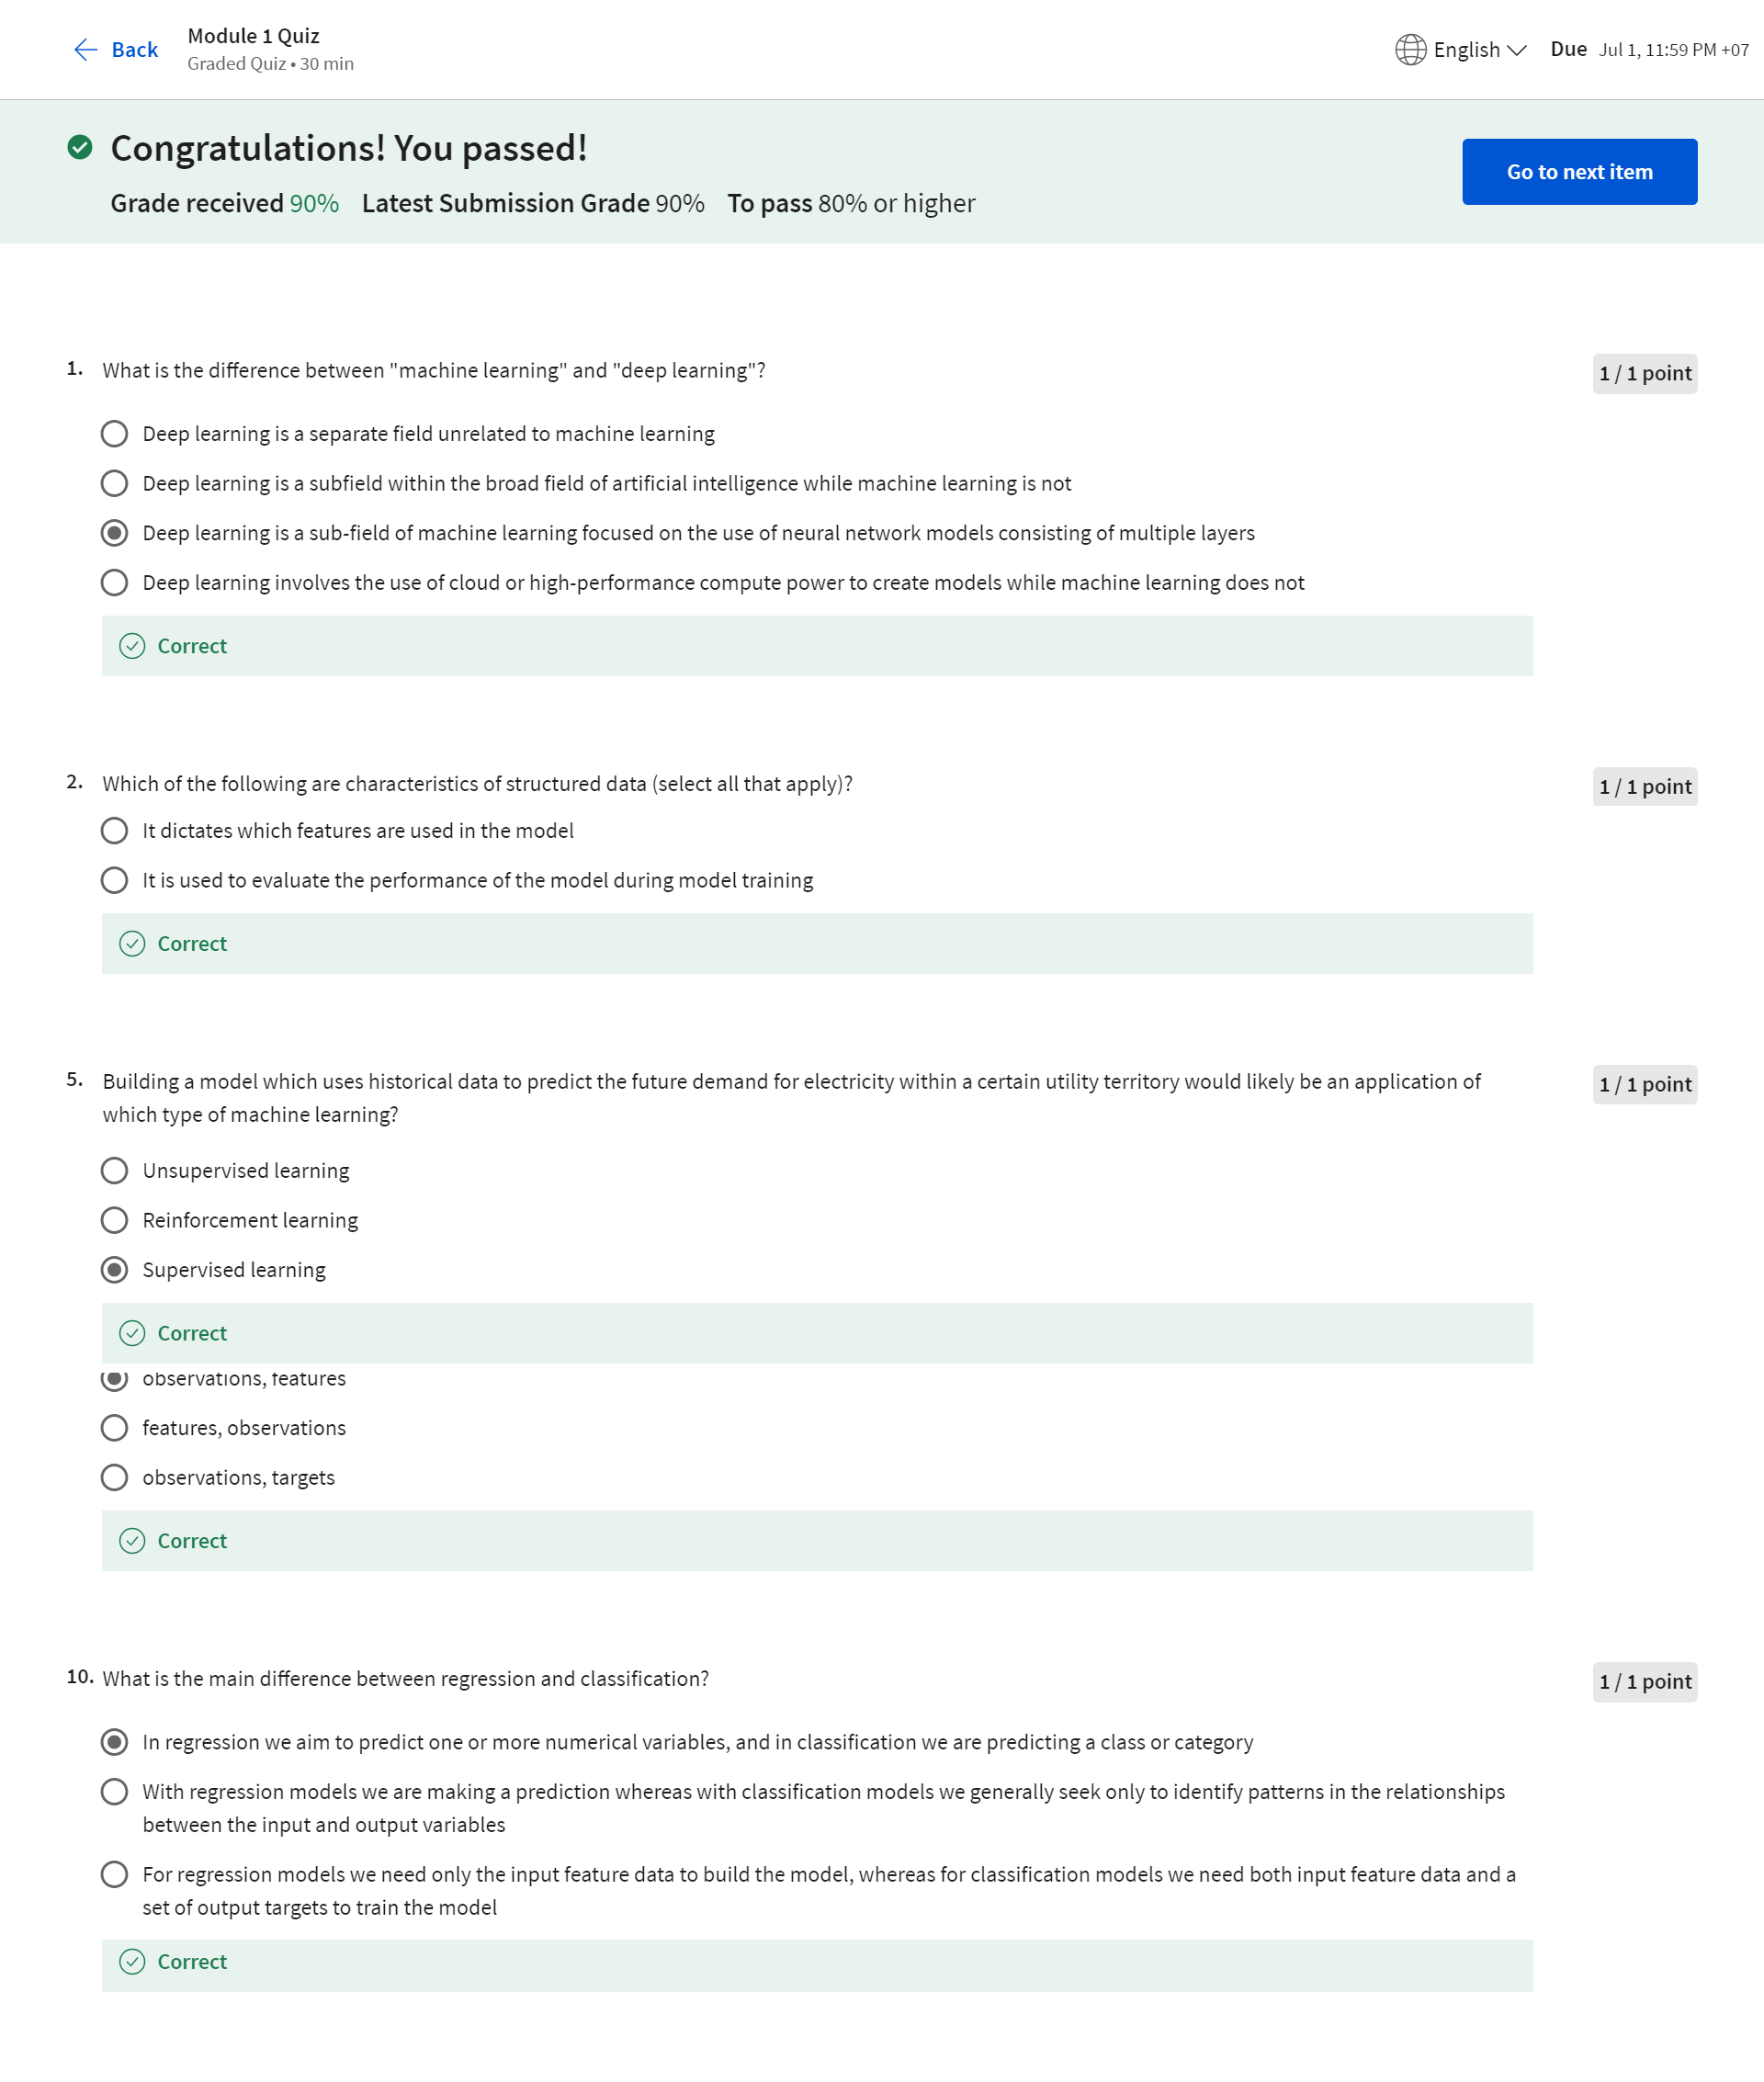 Back
Module 1 Quiz
Graded Quiz • 30 min
English
Due Jul 1, 11:59 PM +07
Congratulations! You passed!
Grade received 90% Latest Submission Grade 90% To pass 80% or higher
Go to next item
1. What is the difference between "machine learning" and "deep learning"?
1 / 1 point
Deep learning is a separate field unrelated to machine learning
Deep learning is a subfield within the broad field of artificial intelligence while machine learning is not
Deep learning is a sub-field of machine learning focused on the use of neural network models consisting of multiple layers
Deep learning involves the use of cloud or high-performance compute power to create models while machine learning does not
Correct
2. Which of the following are characteristics of structured data (select all that apply)?
1 / 1 point
It dictates which features are used in the model
It is used to evaluate the performance of the model during model training
Correct
5. Building a model which uses historical data to predict the future demand for electricity within a certain utility territory would likely be an application of
which type of machine learning?
1 / 1 point
Unsupervised learning
Reinforcement learning
Supervised learning
Correct
observations, features
features, observations
observations, targets
Correct
10. What is the main difference between regression and classification?
1 / 1 point
In regression we aim to predict one or more numerical variables, and in classification we are predicting a class or category
With regression models we are making a prediction whereas with classification models we generally seek only to identify patterns in the relationships
between the input and output variables
For regression models we need only the input feature data to build the model, whereas for classification models we need both input feature data and a
set of output targets to train the model
Correct